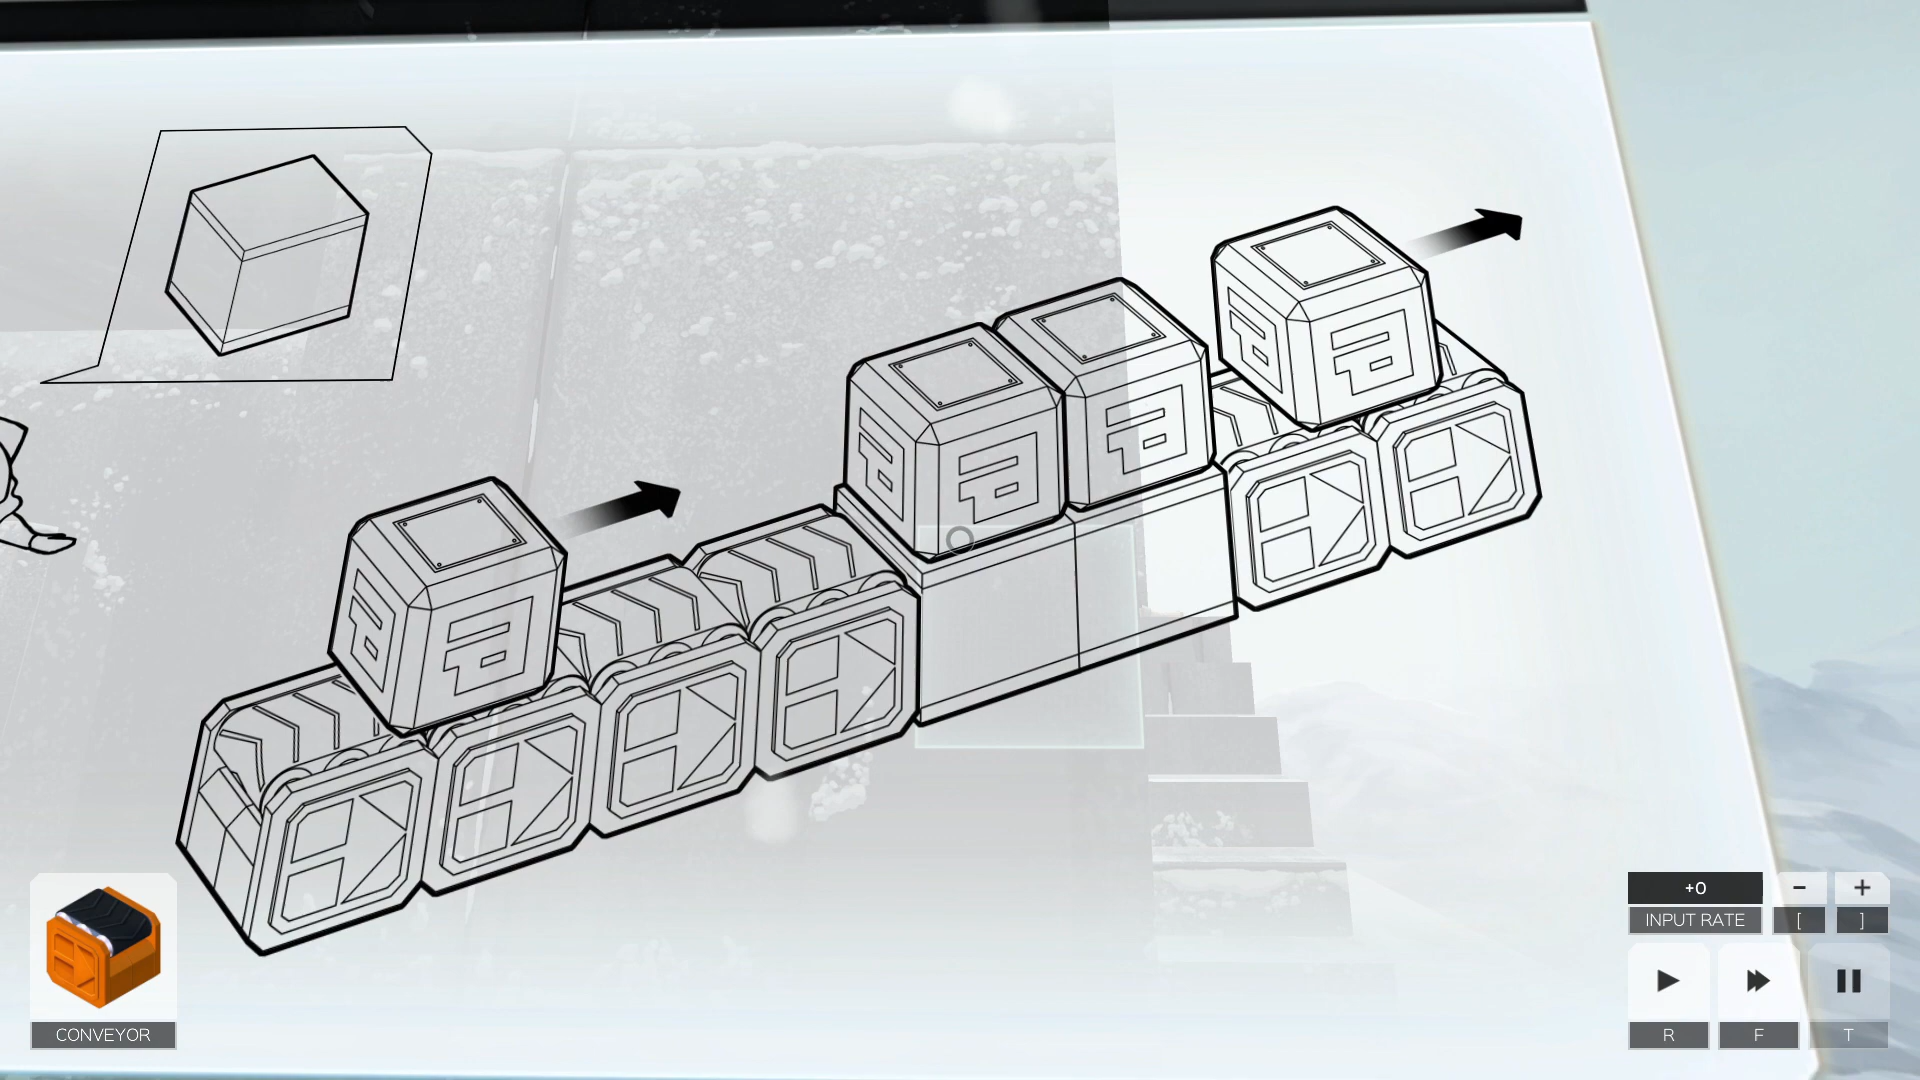 +0
−
+
INPUT RATE
[
]
CONVEYOR
R
F
T